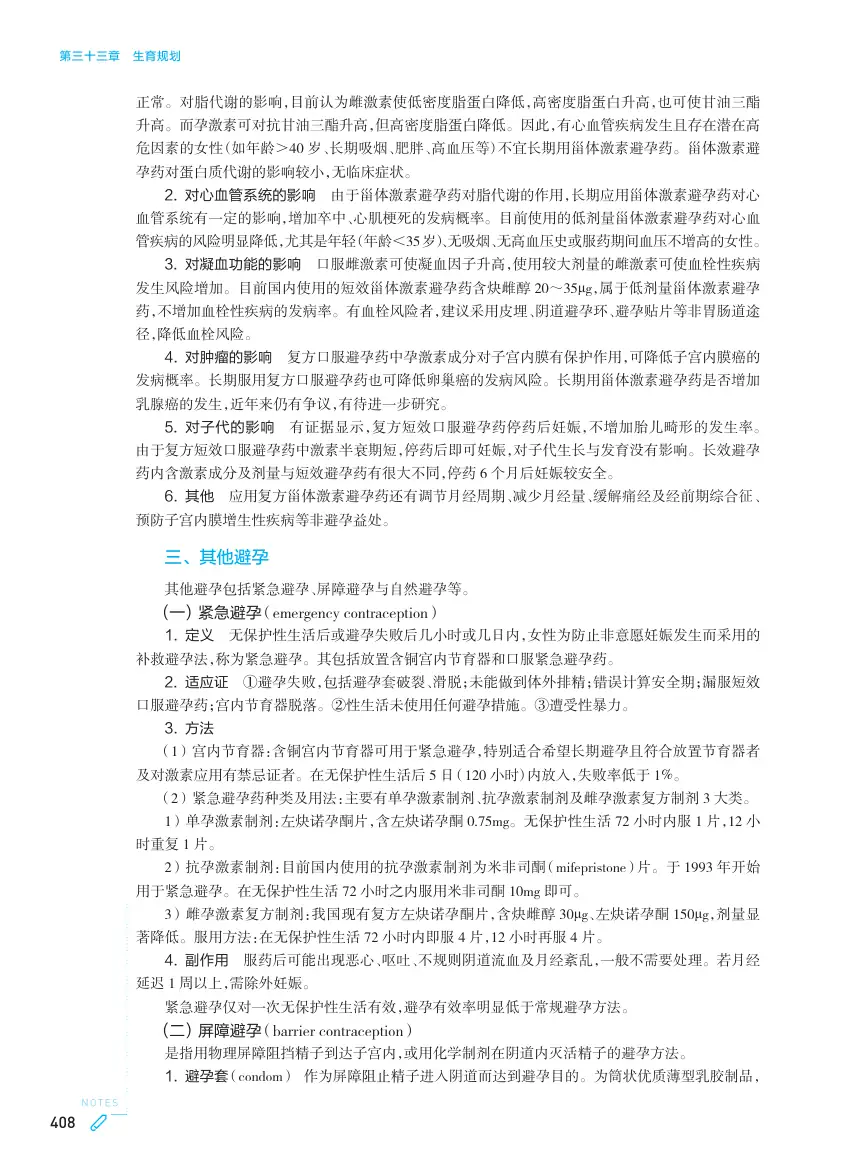 第三十三章 生育规划
正常。对脂代谢的影响,目前认为雌激素使低密度脂蛋白降低,高密度脂蛋白升高,也可使甘油三酯
升高。而孕激素可对抗甘油三酯升高,但高密度脂蛋白降低。因此,有心血管疾病发生且存在潜在高
危因素的女性(如年龄>40 岁、长期吸烟、肥胖、高血压等)不宜长期用甾体激素避孕药。甾体激素避
孕药对蛋白质代谢的影响较小,无临床症状。
2. 对心血管系统的影响 由于甾体激素避孕药对脂代谢的作用,长期应用甾体激素避孕药对心
血管系统有一定的影响,增加卒中、心肌梗死的发病概率。目前使用的低剂量甾体激素避孕药对心血
管疾病的风险明显降低,尤其是年轻(年龄<35岁)、无吸烟、无高血压史或服药期间血压不增高的女性。
3. 对凝血功能的影响 口服雌激素可使凝血因子升高,使用较大剂量的雌激素可使血栓性疾病
发生风险增加。目前国内使用的短效甾体激素避孕药含炔雌醇 20～35μg,属于低剂量甾体激素避孕
药,不增加血栓性疾病的发病率。有血栓风险者,建议采用皮埋、阴道避孕环、避孕贴片等非胃肠道途
径,降低血栓风险。
4. 对肿瘤的影响 复方口服避孕药中孕激素成分对子宫内膜有保护作用,可降低子宫内膜癌的
发病概率。长期服用复方口服避孕药也可降低卵巢癌的发病风险。长期用甾体激素避孕药是否增加
乳腺癌的发生,近年来仍有争议,有待进一步研究。
5. 对子代的影响 有证据显示,复方短效口服避孕药停药后妊娠,不增加胎儿畸形的发生率。
由于复方短效口服避孕药中激素半衰期短,停药后即可妊娠,对子代生长与发育没有影响。长效避孕
药内含激素成分及剂量与短效避孕药有很大不同,停药 6 个月后妊娠较安全。
6. 其他 应用复方甾体激素避孕药还有调节月经周期、减少月经量、缓解痛经及经前期综合征、
预防子宫内膜增生性疾病等非避孕益处。
三、其他避孕
其他避孕包括紧急避孕、屏障避孕与自然避孕等。
(一) 紧急避孕(emergency contraception)
1. 定义 无保护性生活后或避孕失败后几小时或几日内,女性为防止非意愿妊娠发生而采用的
补救避孕法,称为紧急避孕。其包括放置含铜宫内节育器和口服紧急避孕药。
2. 适应证 ①避孕失败,包括避孕套破裂、滑脱;未能做到体外排精;错误计算安全期;漏服短效
口服避孕药;宫内节育器脱落。②性生活未使用任何避孕措施。③遭受性暴力。
3. 方法
(1)宫内节育器:含铜宫内节育器可用于紧急避孕,特别适合希望长期避孕且符合放置节育器者
及对激素应用有禁忌证者。在无保护性生活后 5 日(120 小时)内放入,失败率低于 1%。
(2)紧急避孕药种类及用法:主要有单孕激素制剂、抗孕激素制剂及雌孕激素复方制剂 3 大类。
1)单孕激素制剂:左炔诺孕酮片,含左炔诺孕酮 0.75mg。无保护性生活 72 小时内服 1 片,12 小
时重复 1 片。
2)抗孕激素制剂:目前国内使用的抗孕激素制剂为米非司酮(mifepristone)片。于 1993 年开始
用于紧急避孕。在无保护性生活 72 小时之内服用米非司酮 10mg 即可。
3)雌孕激素复方制剂:我国现有复方左炔诺孕酮片,含炔雌醇 30μg、左炔诺孕酮 150μg,剂量显
著降低。服用方法:在无保护性生活 72 小时内即服 4 片,12 小时再服 4 片。
4. 副作用 服药后可能出现恶心、呕吐、不规则阴道流血及月经紊乱,一般不需要处理。若月经
延迟 1 周以上,需除外妊娠。
紧急避孕仅对一次无保护性生活有效,避孕有效率明显低于常规避孕方法。
(二) 屏障避孕(barrier contraception)
是指用物理屏障阻挡精子到达子宫内,或用化学制剂在阴道内灭活精子的避孕方法。
1. 避孕套(condom) 作为屏障阻止精子进入阴道而达到避孕目的。为筒状优质薄型乳胶制品,
NOTES
408